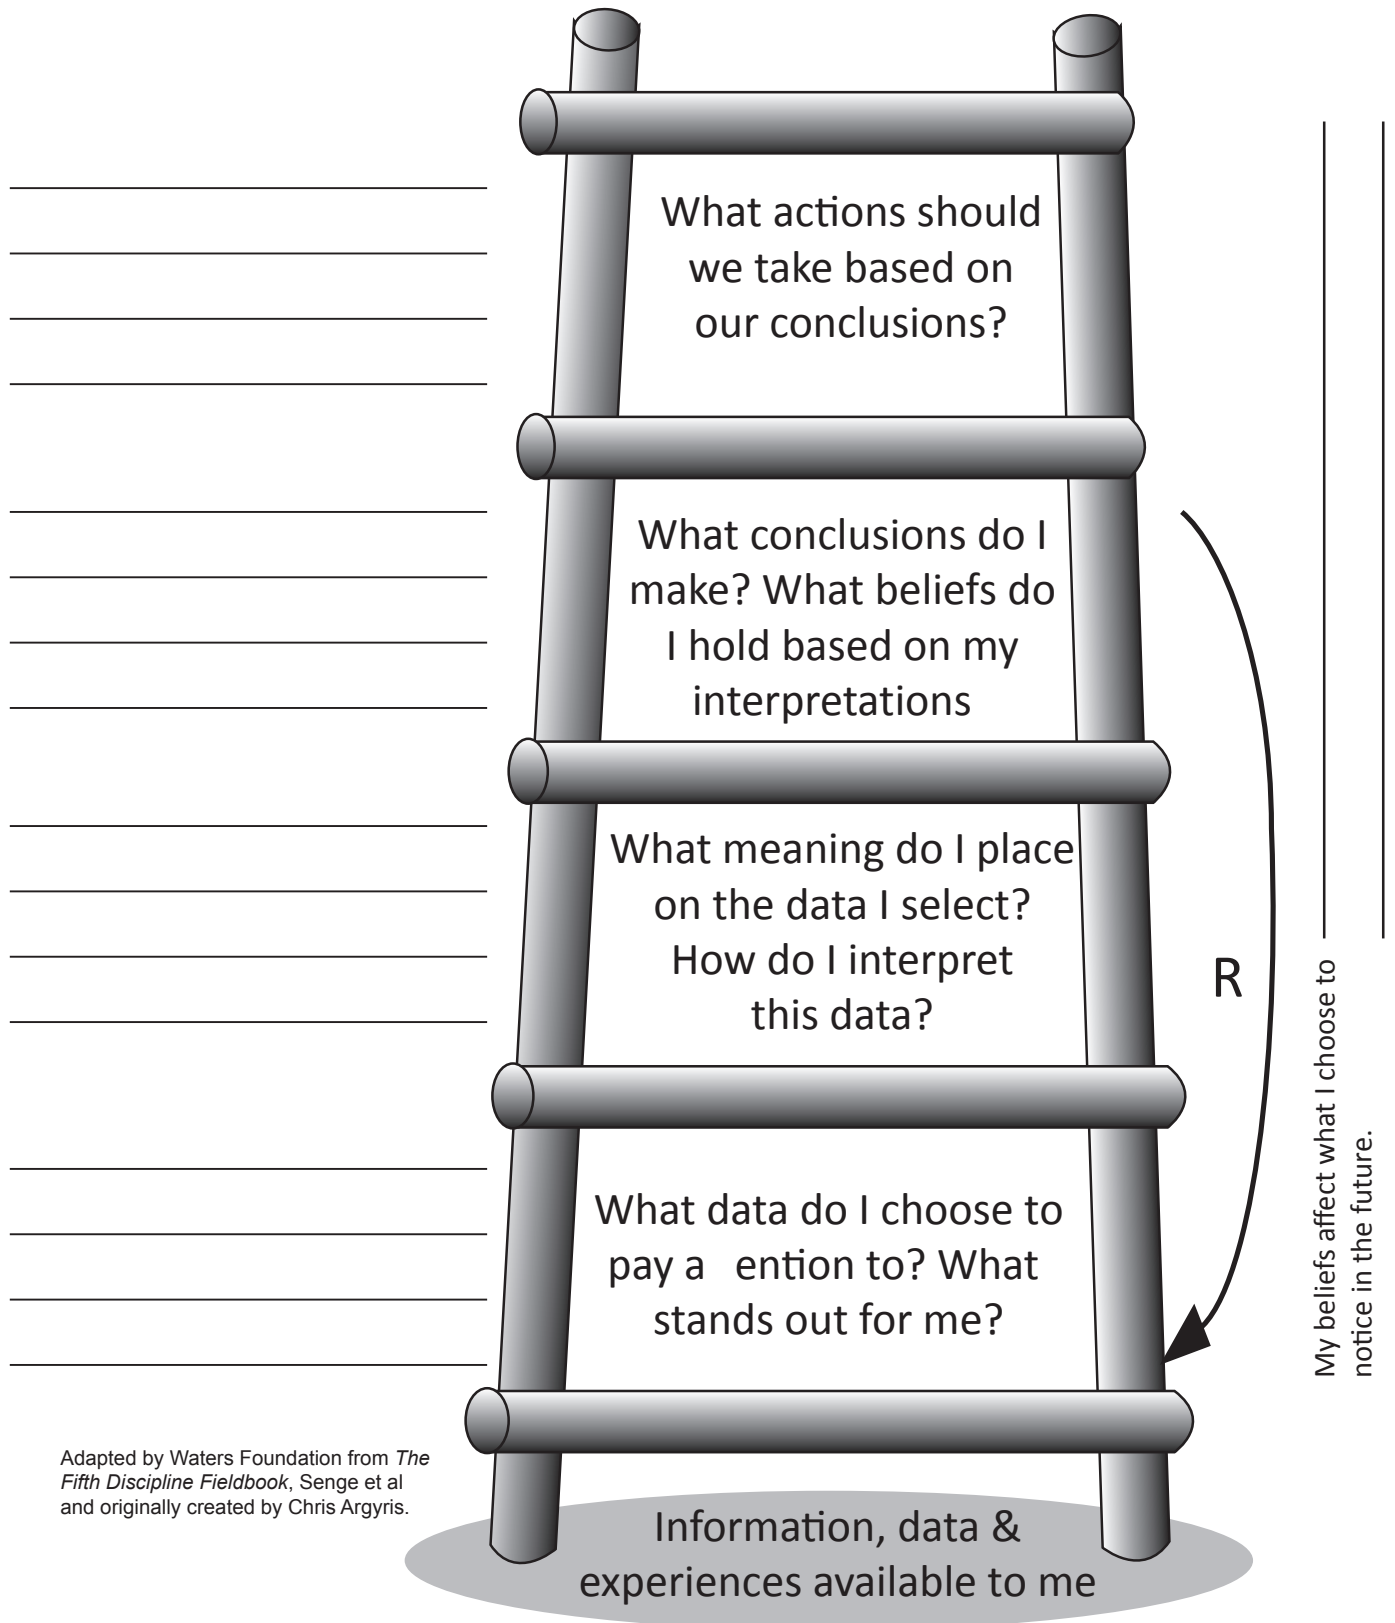 What actions should
we take based on
our conclusions?
What conclusions do I
make? What beliefs do
I hold based on my
interpretations
What meaning do I place
on the data I select?
How do I interpret
this data?
R
My beliefs affect what I choose to
notice in the future.
What data do I choose to
pay a  ention to? What
stands out for me?
Adapted by Waters Foundation from The
Fifth Discipline Fieldbook, Senge et al
and originally created by Chris Argyris.
Information, data &
experiences available to me